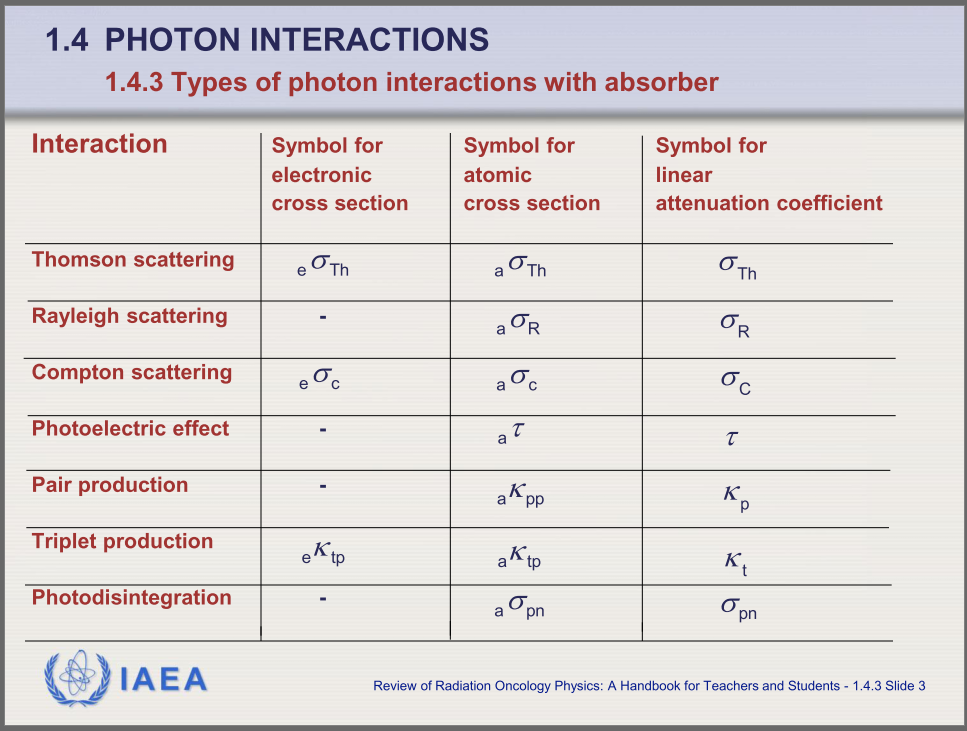 1.4 PHOTON INTERACTIONS
1.4.3 Types of photon interactions with absorber
Interaction
Symbol for
electronic
cross section
Symbol for
atomic
cross section
Symbol for
linear
attenuation coefficient
Thomson scattering eσTh aσTh σTh
Rayleigh scattering - aσR σR
Compton scattering eσc aσc σC
Photoelectric effect - aτ τ
Pair production - aκpp κp
Triplet production eκtp aκtp κt
Photodisintegration - aσpn σpn
IAEA
Review of Radiation Oncology Physics: A Handbook for Teachers and Students - 1.4.3 Slide 3